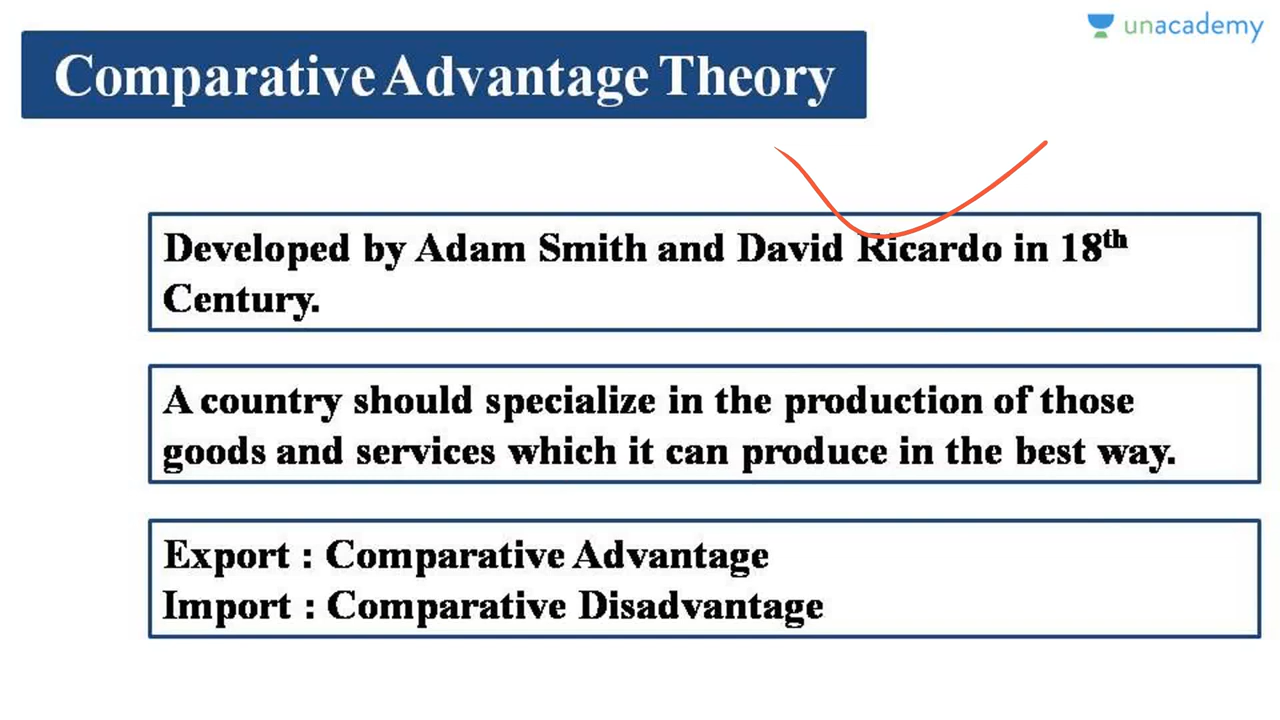 unacademy
Comparative Advantage Theory
Developed by Adam Smith and David Ricardo in 18th
Century.
A country should specialize in the production of those
goods and services which it can produce in the best way.
Export : Comparative Advantage
Import : Comparative Disadvantage